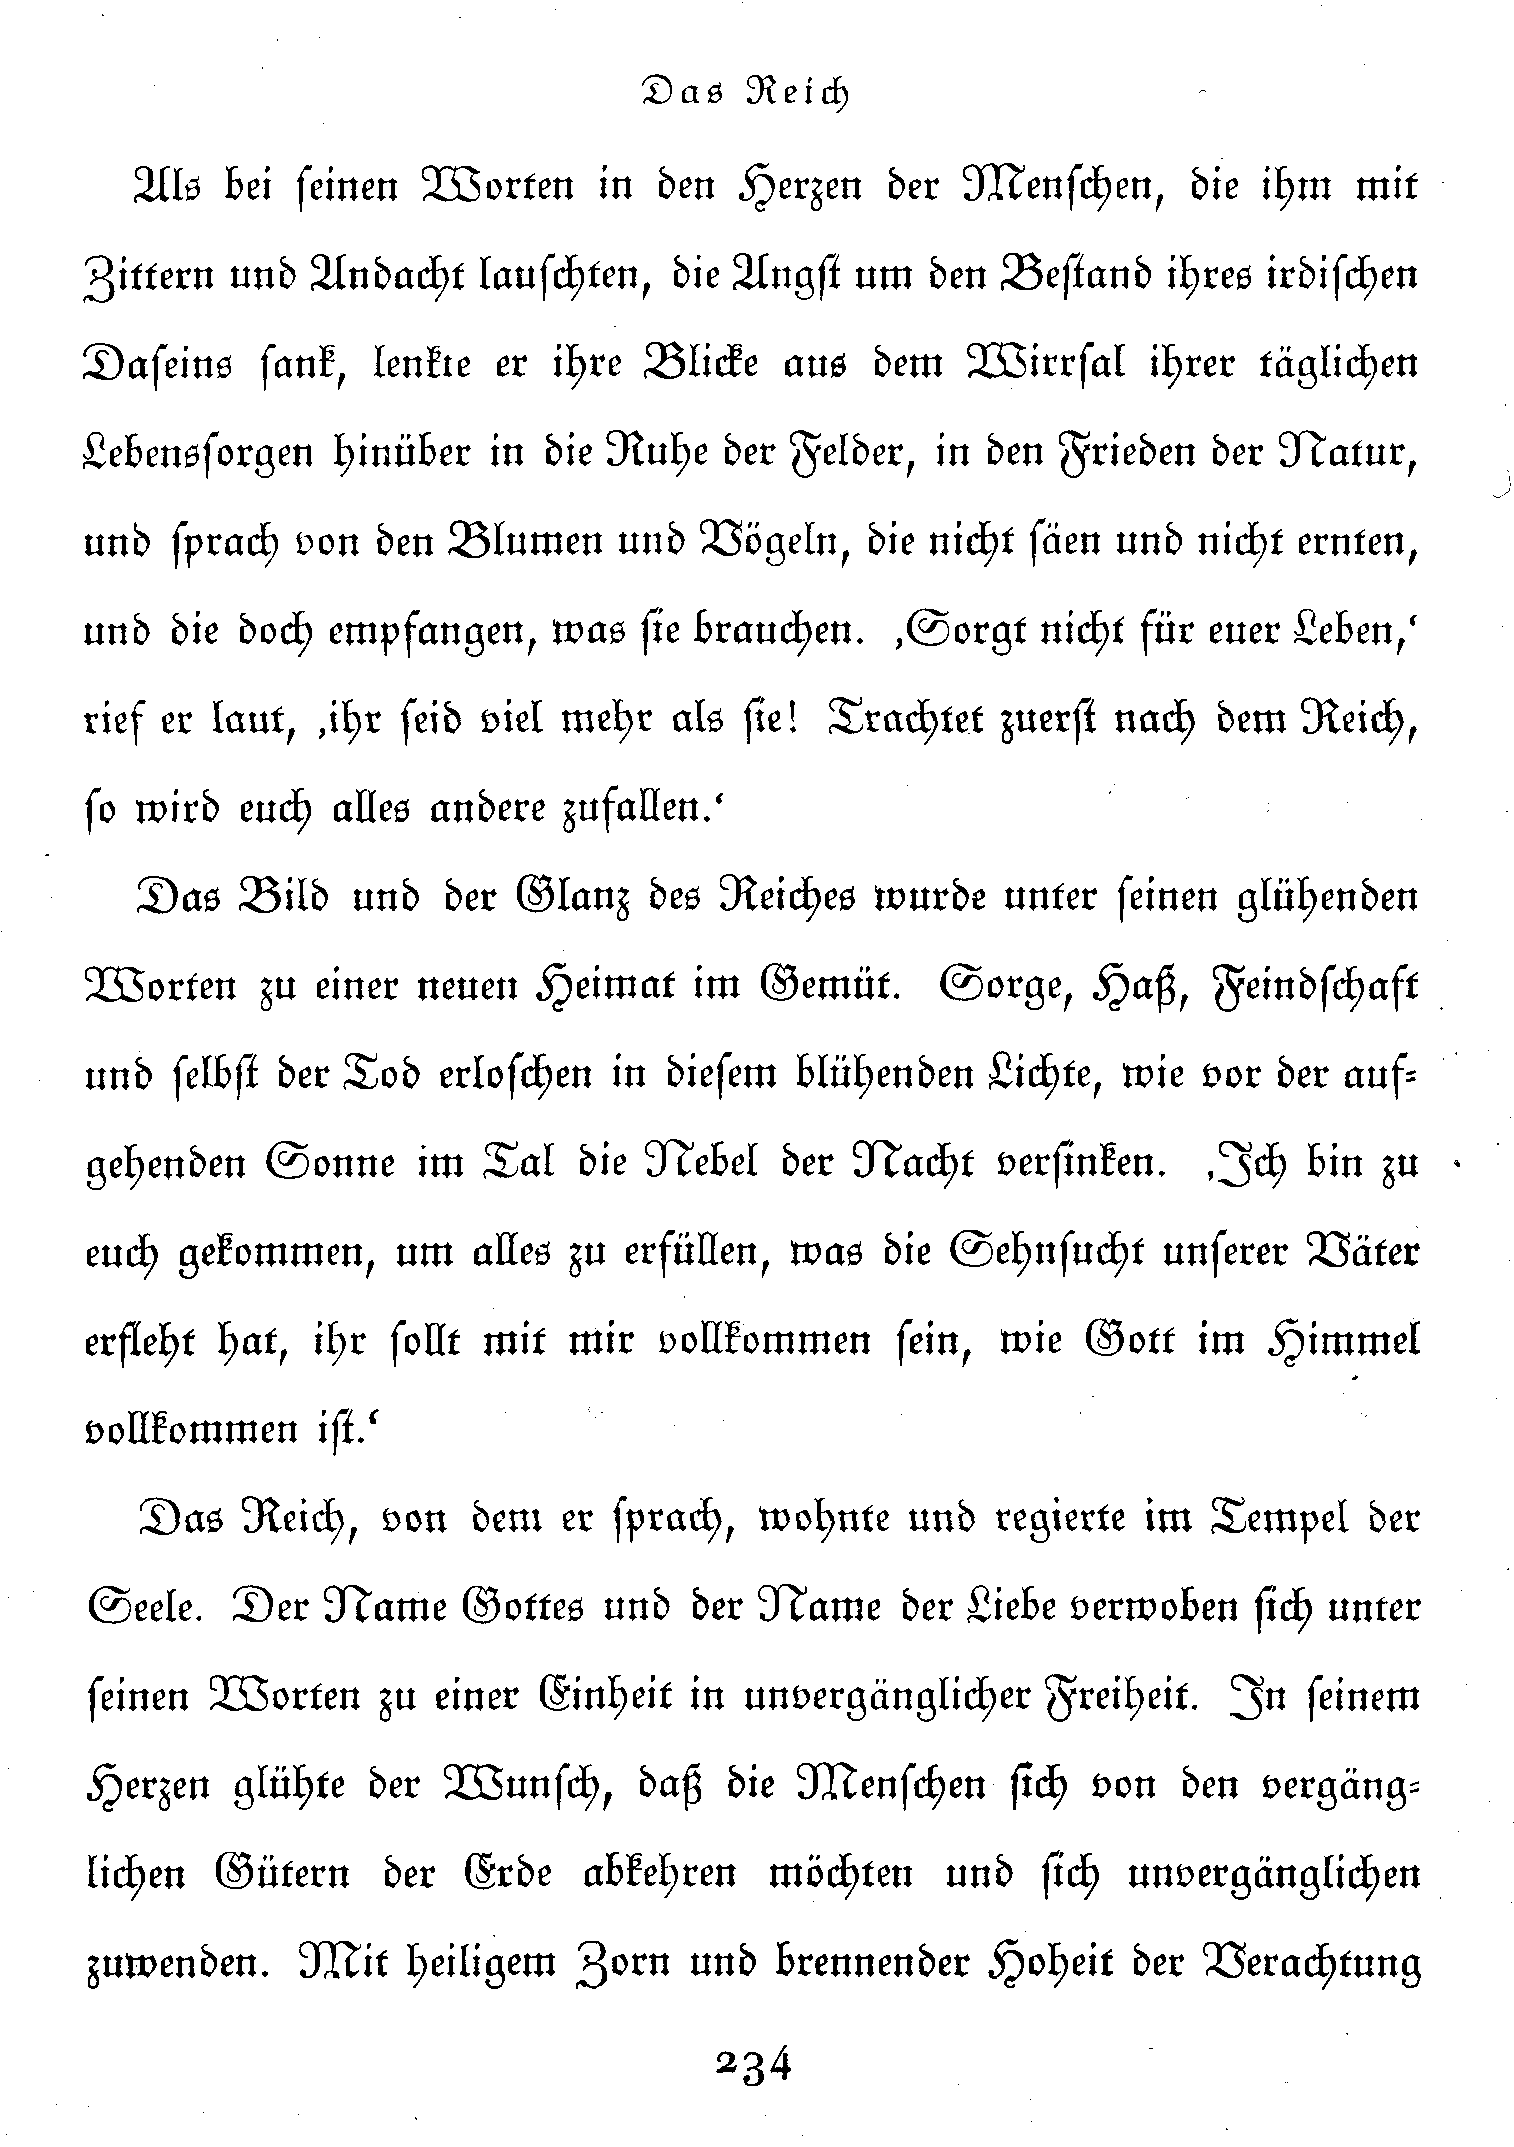 Das Reich
Als bei seinen Worten in den Herzen der Menschen, die ihm mit
Zittern und Andacht lauschten, die Angst um den Bestand ihres irdischen
Daseins sank, lenkte er ihre Blicke aus dem Wirrsal ihrer täglichen
Lebenssorgen hinüber in die Ruhe der Felder, in den Frieden der Natur,
und sprach von den Blumen und Vögeln, die nicht säen und nicht ernten,
und die doch empfangen, was sie brauchen. ‚Sorgt nicht für euer Leben,‘
rief er laut, ‚ihr seid viel mehr als sie! Trachtet zuerst nach dem Reich,
so wird euch alles andere zufallen.‘
Das Bild und der Glanz des Reiches wurde unter seinen glühenden
Worten zu einer neuen Heimat im Gemüt. Sorge, Haß, Feindschaft
und selbst der Tod erloschen in diesem blühenden Lichte, wie vor der auf-
gehenden Sonne im Tal die Nebel der Nacht versinken. ‚Ich bin zu
euch gekommen, um alles zu erfüllen, was die Sehnsucht unserer Väter
erfleht hat, ihr sollt mit mir vollkommen sein, wie Gott im Himmel
vollkommen ist.‘
Das Reich, von dem er sprach, wohnte und regierte im Tempel der
Seele. Der Name Gottes und der Name der Liebe verwoben sich unter
seinen Worten zu einer Einheit in unvergänglicher Freiheit. In seinem
Herzen glühte der Wunsch, daß die Menschen sich von den vergäng-
lichen Gütern der Erde abkehren möchten und sich unvergänglichen
zuwenden. Mit heiligem Zorn und brennender Hoheit der Verachtung
234